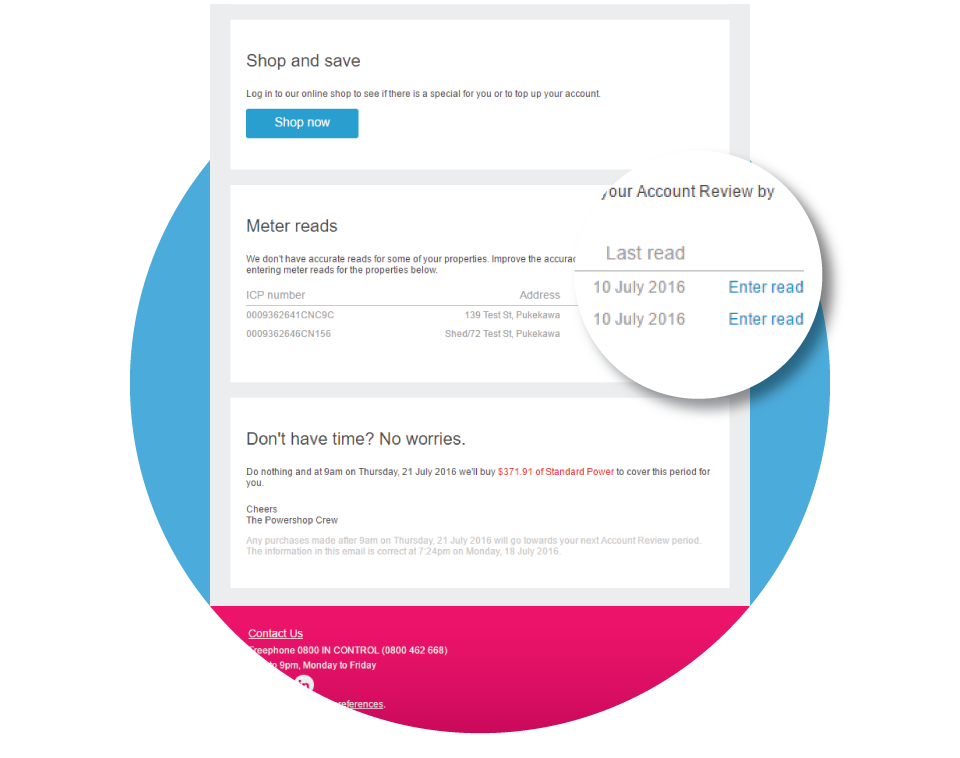 Shop and save
Log in to our online shop to see if there is a special for you or to top up your account.
Shop now
Meter reads
We don't have accurate reads for some of your properties. Improve the your Account Review by
entering meter reads for the properties below.
ICP number Address Last read
0009362641CNC9C 139 Test St, Pukekawa 10 July 2016 Enter read
0009362646CN156 Shed/72 Test St, Pukekawa 10 July 2016 Enter read
Don't have time? No worries.
Do nothing and at 9am on Thursday, 21 July 2016 we'll buy $371.91 of Standard Power to cover this period for
you.
Cheers
The Powershop Crew
Any purchases made after 9am on Thursday, 21 July 2016 will go towards your next Account Review period.
The information in this email is correct at 7:24pm on Monday, 18 July 2016.
Contact Us
Freephone 0800 IN CONTROL (0800 462 668)
to 9pm, Monday to Friday
in